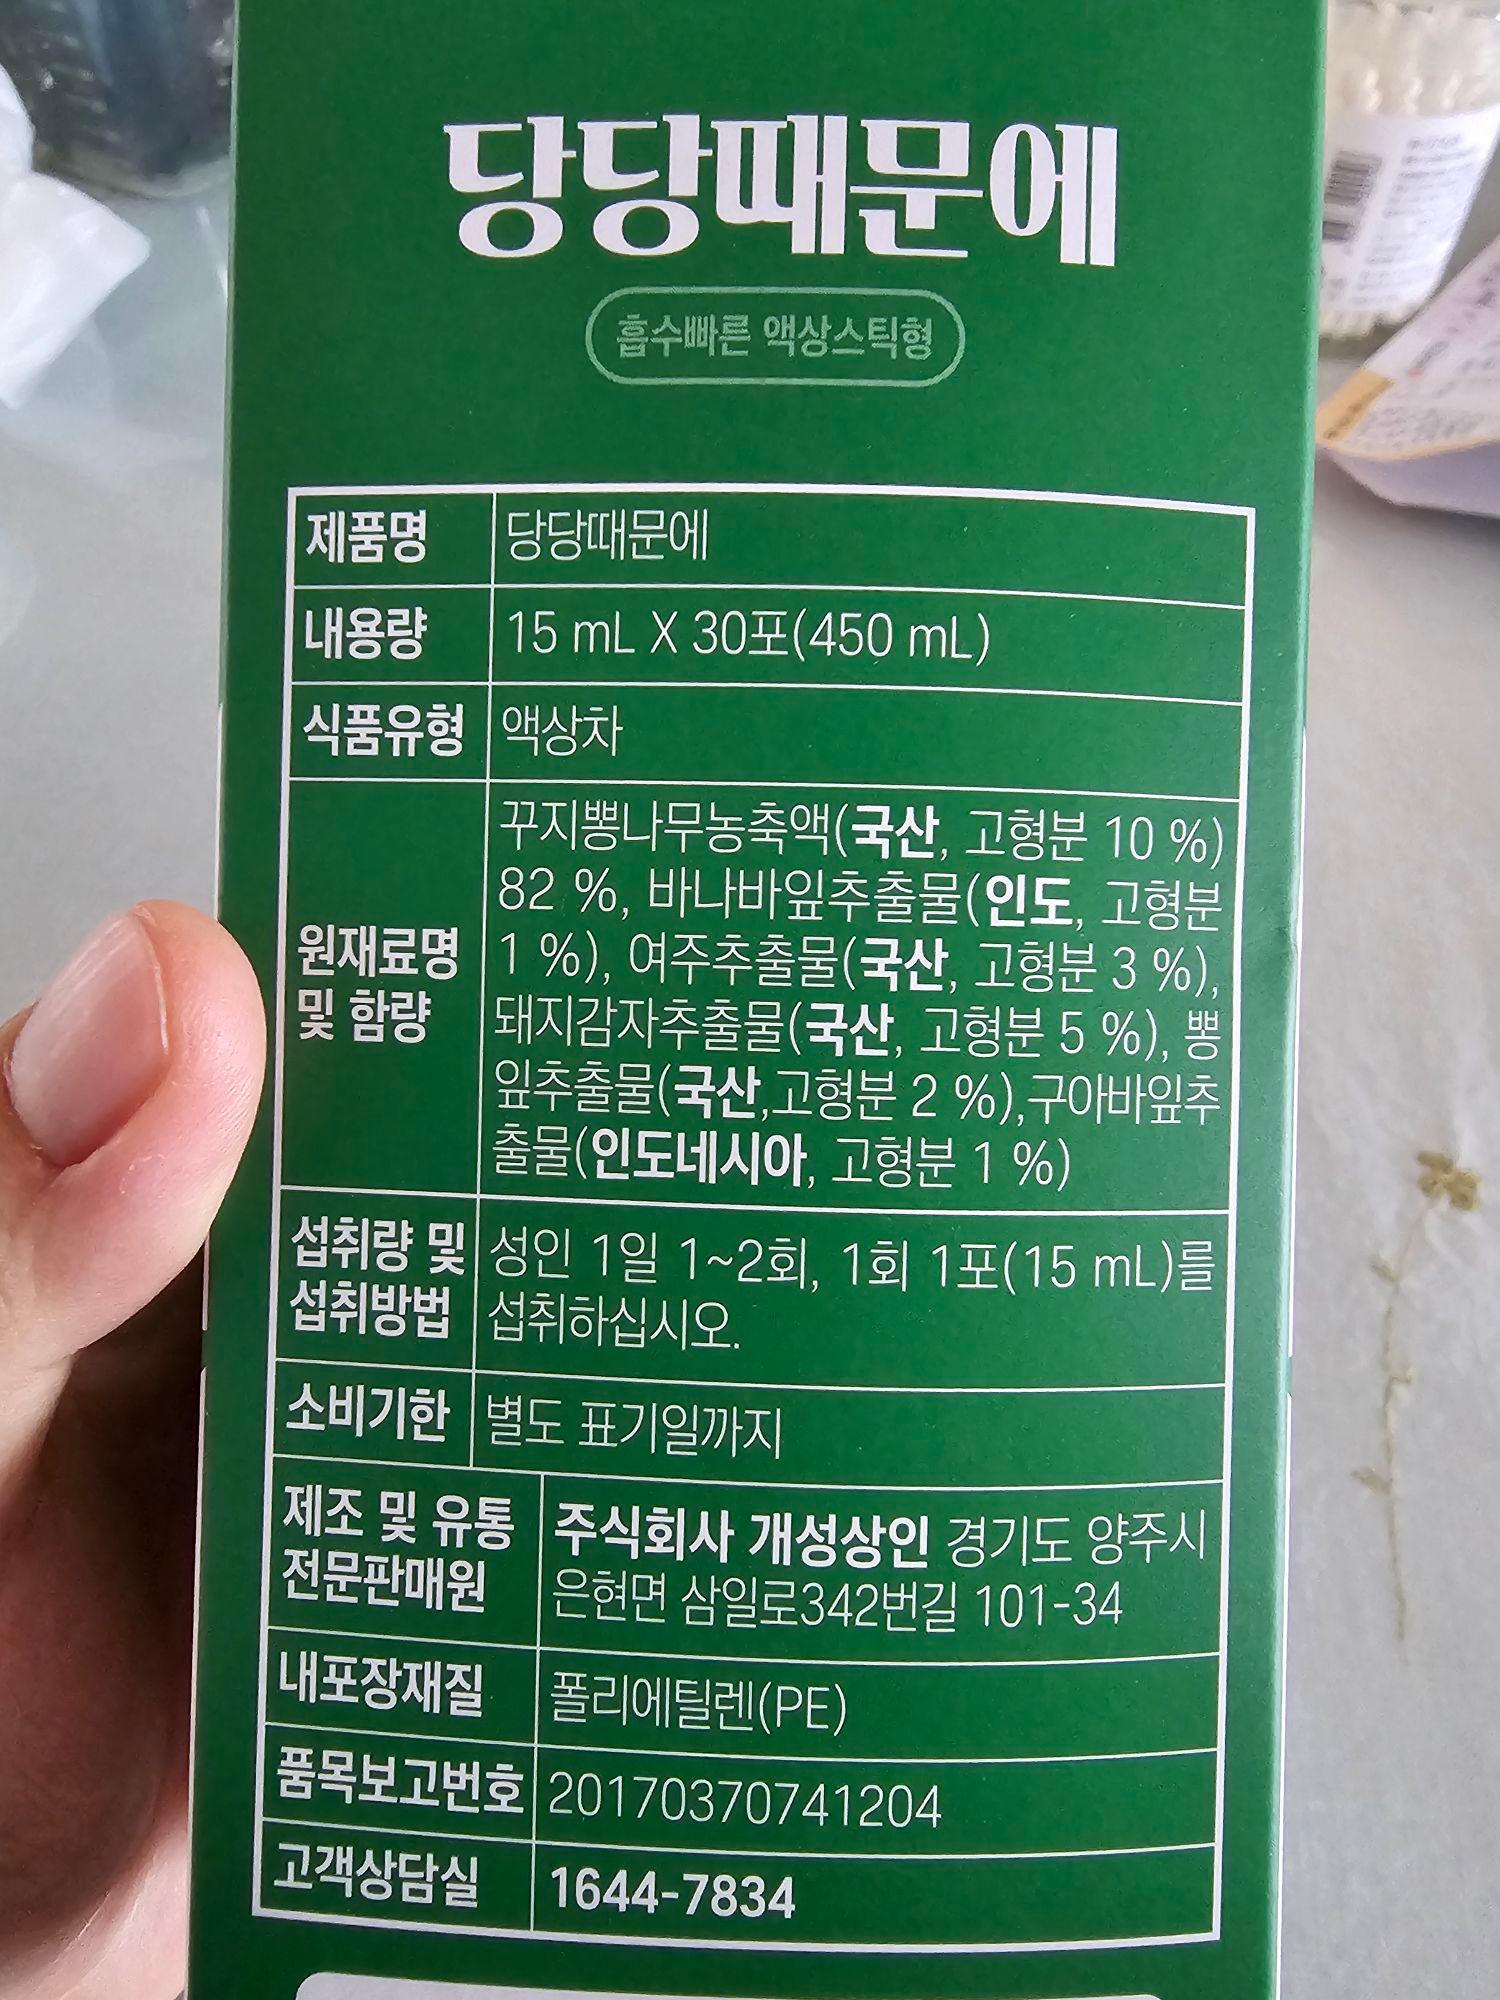 당당때문에
흡수빠른 액상스틱형
제품명 당당때문에
내용량 15 mL X 30포(450 mL)
식품유형 액상차
원재료명 및 함량
꾸지뽕나무농축액(국산, 고형분 10 %)
82 %, 바나바잎추출물(인도, 고형분
1 %), 여주추출물(국산, 고형분 3 %),
돼지감자추출물(국산, 고형분 5 %), 뽕
잎추출물(국산,고형분 2 %),구아바잎추
출물(인도네시아, 고형분 1 %)
섭취량 및 섭취방법
성인 1일 1~2회, 1회 1포(15 mL)를
섭취하십시오.
소비기한 별도 표기일까지
제조 및 유통 전문판매원
주식회사 개성상인 경기도 양주시
은현면 삼일로342번길 101-34
내포장재질 폴리에틸렌(PE)
품목보고번호 20170370741204
고객상담실 1644-7834